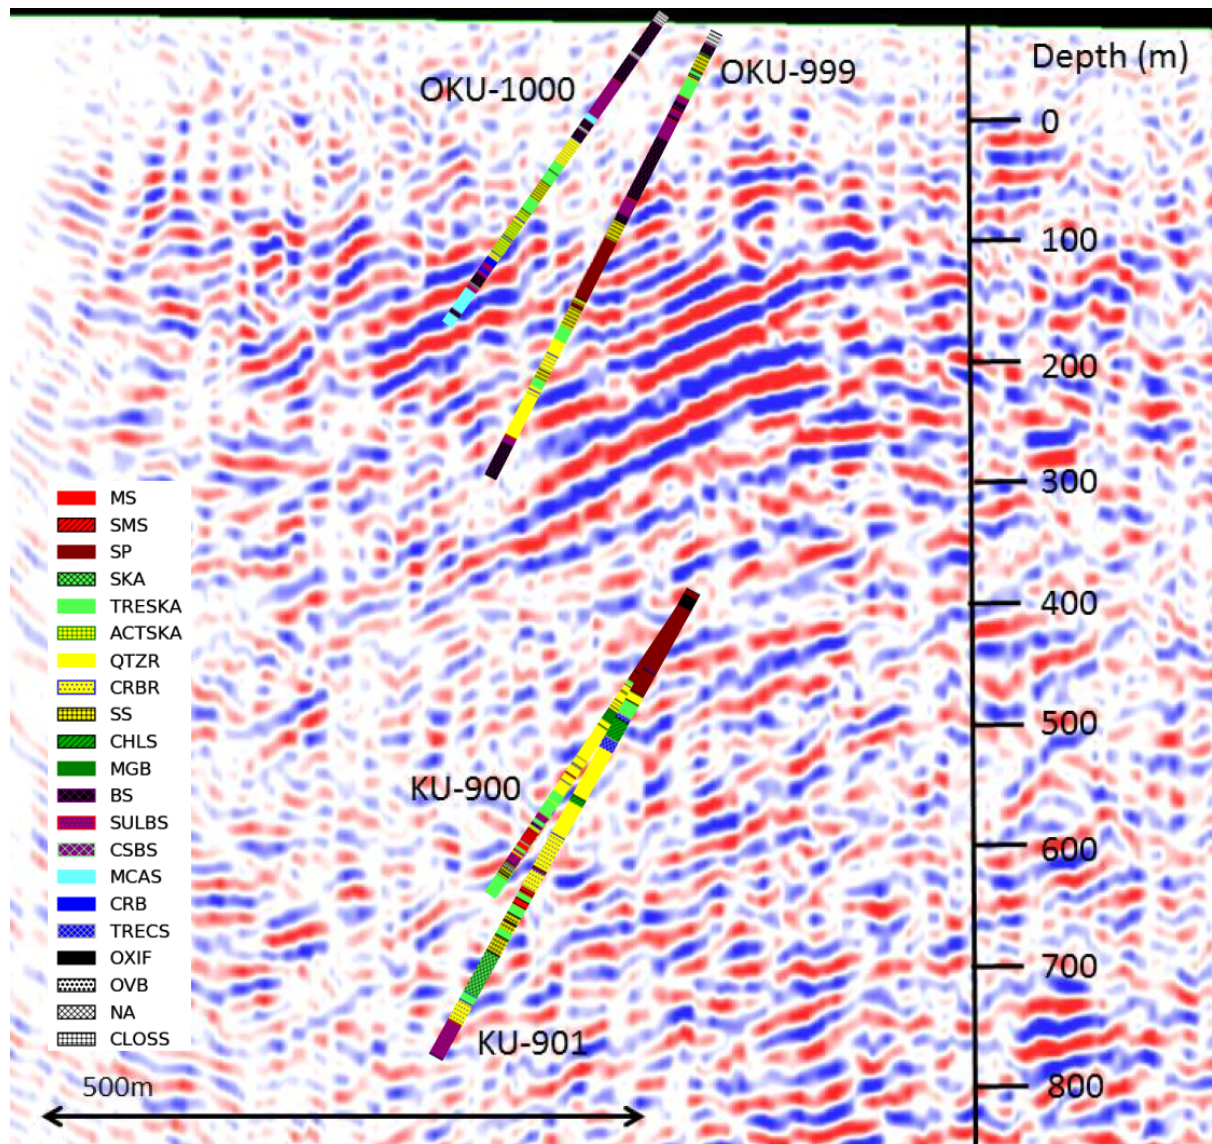 Depth (m)
OKU-1000
OKU-999
0
100
200
300
400
500
600
700
800
MS
SMS
SP
SKA
TRESKA
ACTSKA
QTZR
CRBR
SS
CHLS
MGB
BS
SULBS
CSBS
MCAS
CRB
TRECS
OXIF
OVB
NA
CLOSS
KU-900
KU-901
500m